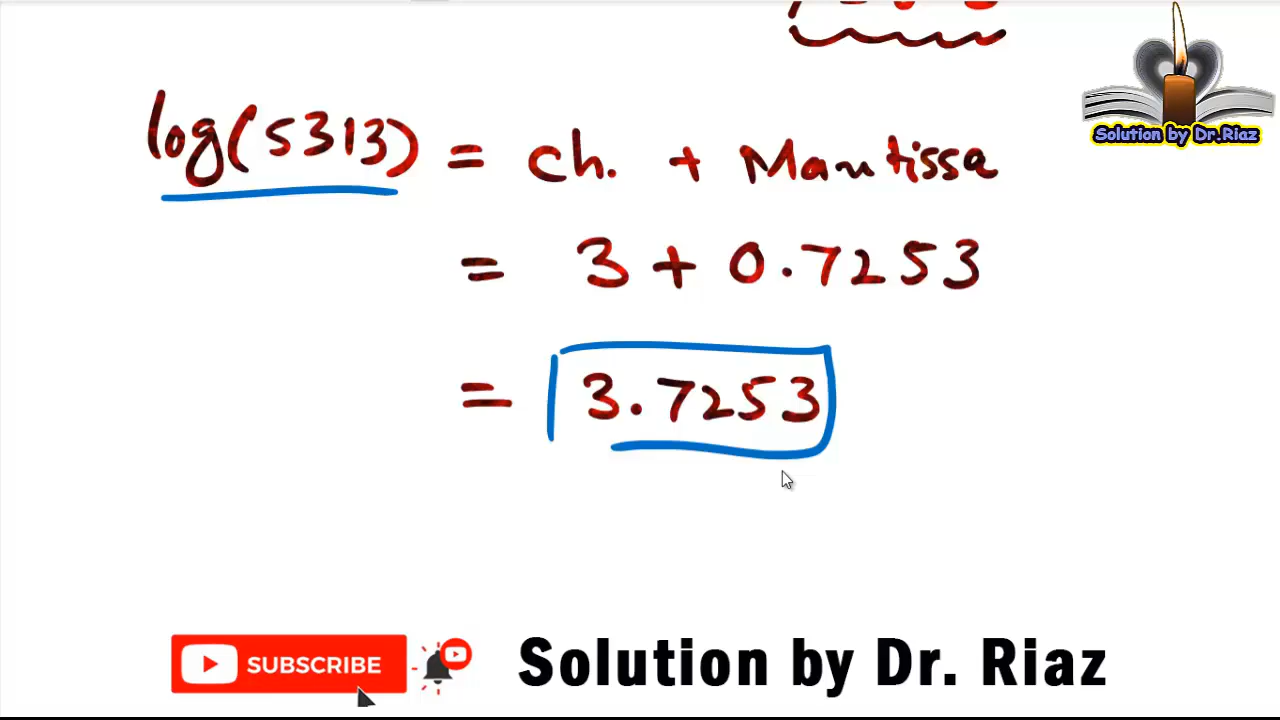 Solution by Dr.Riaz
log(5313) = Ch. + Mantissa
= 3 + 0.7253
= 3.7253
SUBSCRIBE
Solution by Dr. Riaz